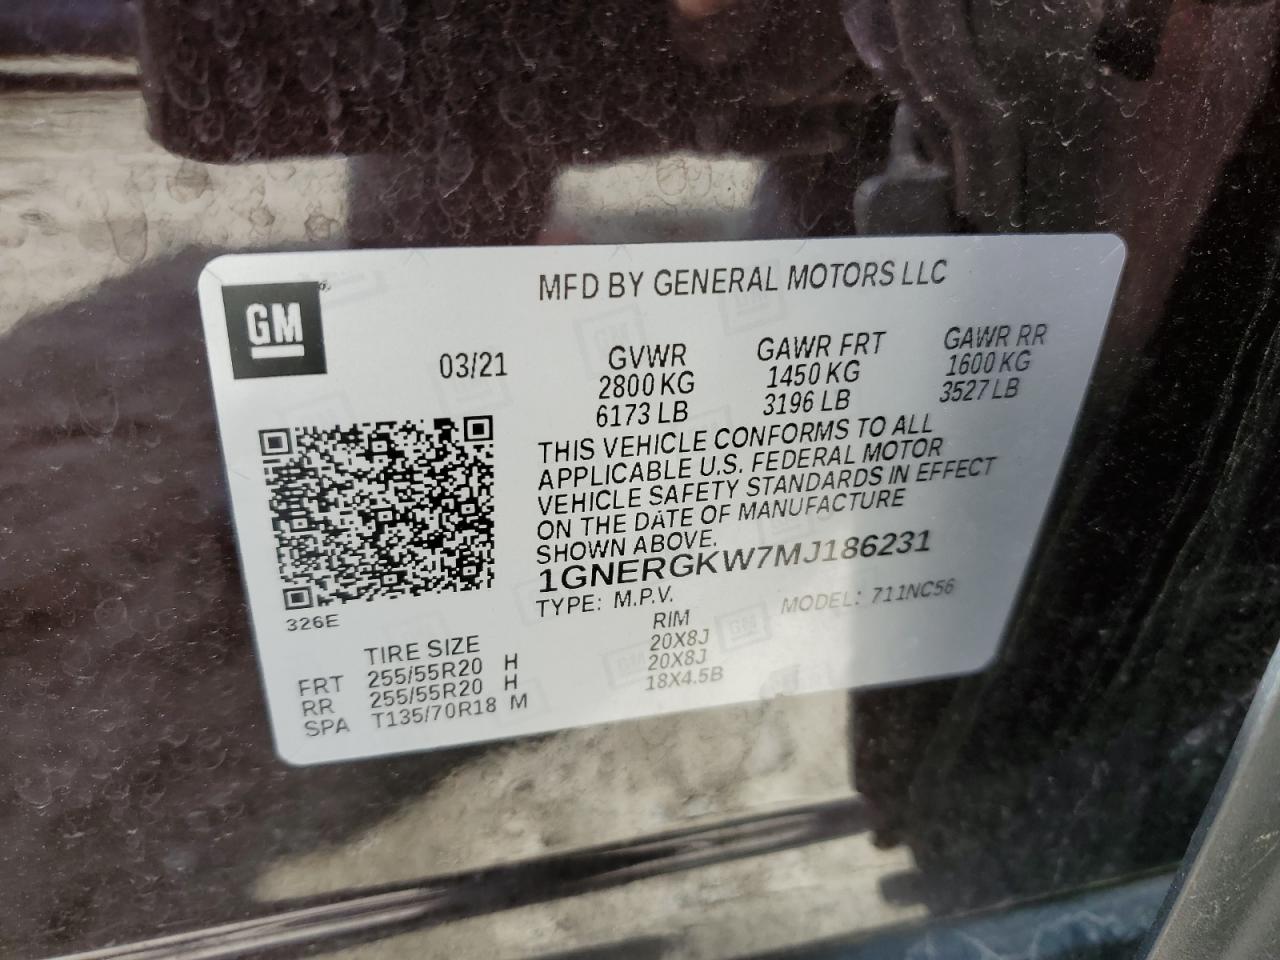 GM
MFD BY GENERAL MOTORS LLC
03/21
GVWR
2800 KG
6173 LB
GAWR FRT
1450 KG
3196 LB
GAWR RR
1600 KG
3527 LB
THIS VEHICLE CONFORMS TO ALL
APPLICABLE U.S. FEDERAL MOTOR
VEHICLE SAFETY STANDARDS IN EFFECT
ON THE DATE OF MANUFACTURE
SHOWN ABOVE.
1GNERGKW7MJ186231
TYPE: M.P.V. MODEL: 711NC56
326E
TIRE SIZE RIM
FRT 255/55R20 H 20X8J
RR 255/55R20 H 20X8J
SPA T135/70R18 M 18X4.5B